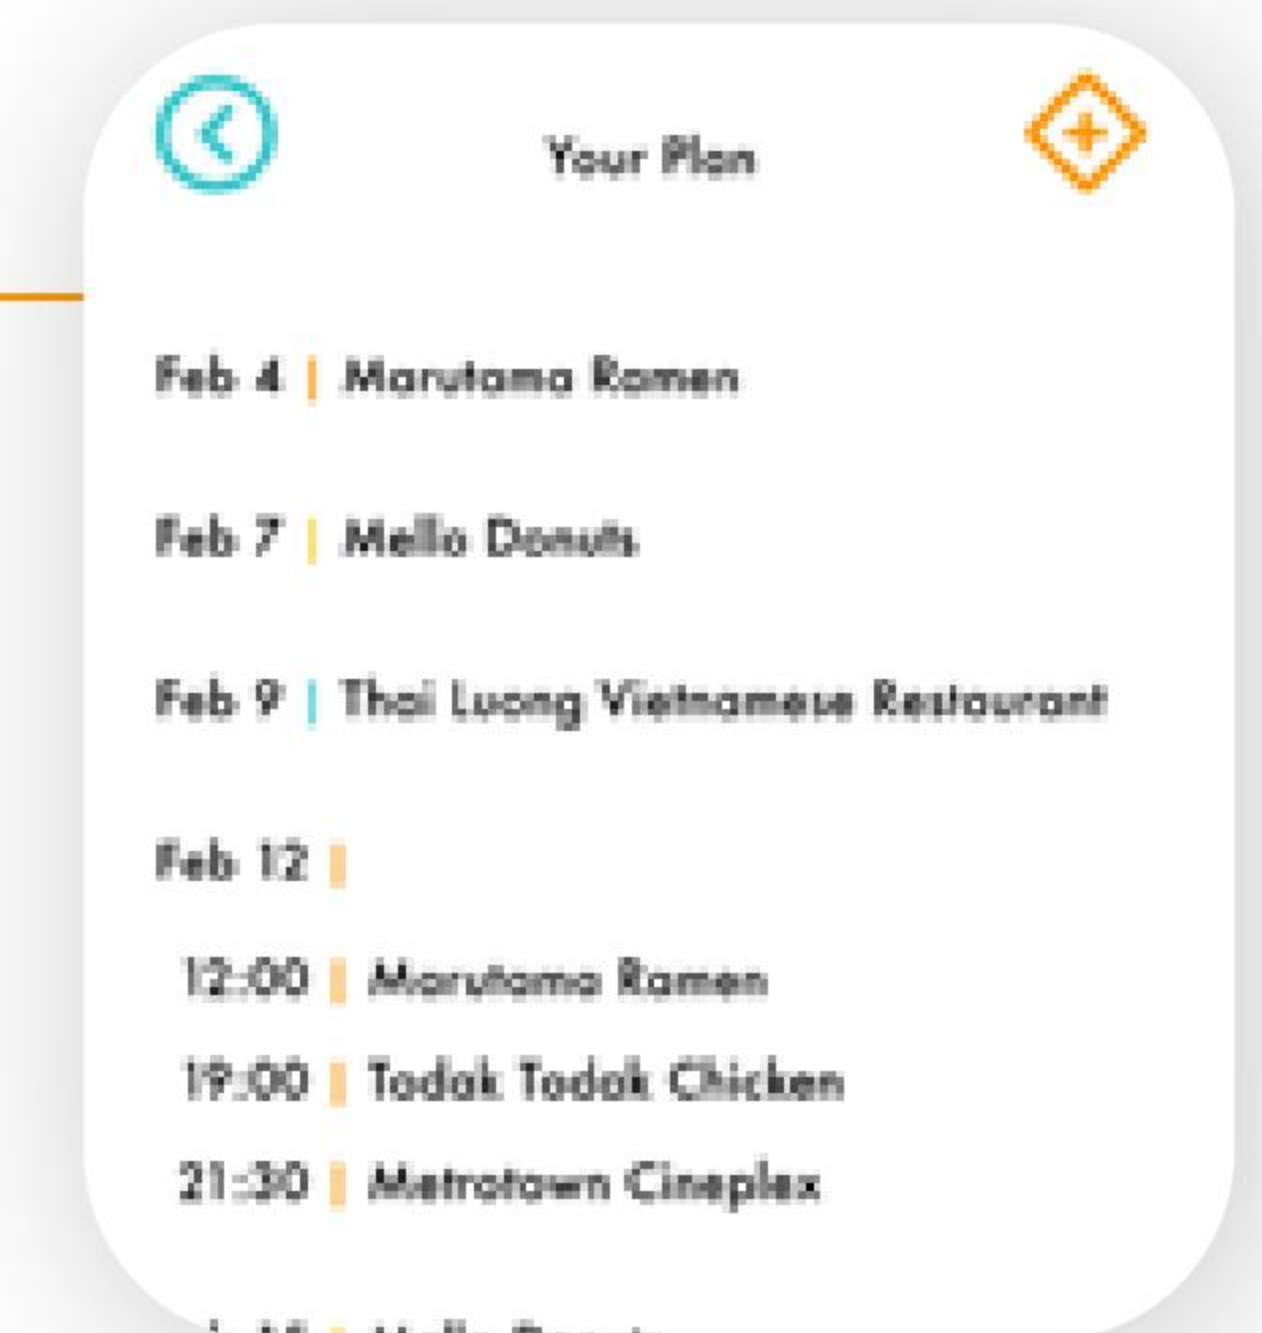 Your Plan
Feb 4 | Marutama Ramen
Feb 7 | Mello Donuts
Feb 9 | Thai Luong Vietnamese Restaurant
Feb 12
12:00 Marutama Ramen
19:00 Todak Todak Chicken
21:30 Metrotown Cineplex